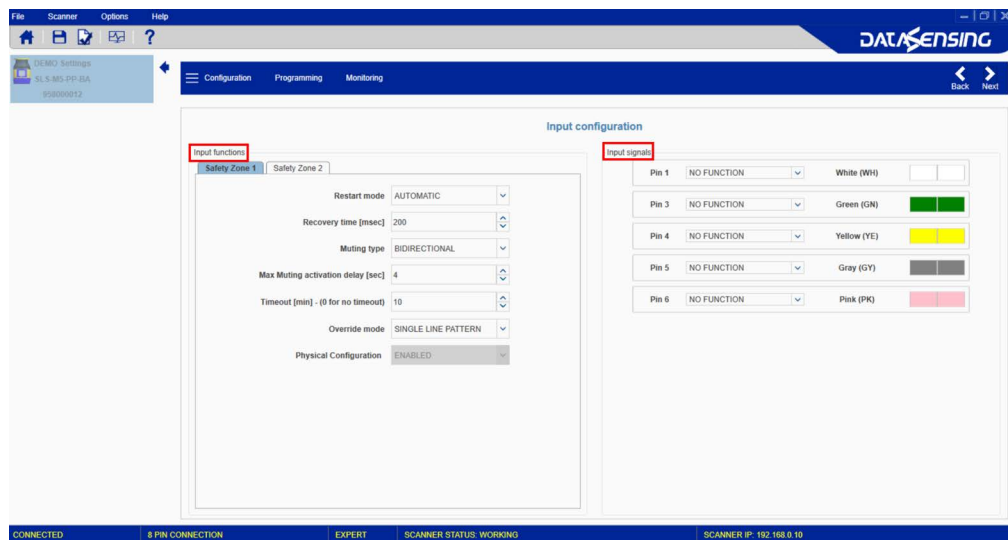 File Scanner Options Help
DATASENSING
DEMO Settings
SLS-M5-PP-BA
958000012
Configuration Programming Monitoring
Back Next
Input configuration
Input functions
Safety Zone 1 Safety Zone 2
Restart mode AUTOMATIC
Recovery time [msec] 200
Muting type BIDIRECTIONAL
Max Muting activation delay [sec] 4
Timeout [min] - (0 for no timeout) 10
Override mode SINGLE LINE PATTERN
Physical Configuration ENABLED
Input signals
Pin 1 NO FUNCTION White (WH)
Pin 3 NO FUNCTION Green (GN)
Pin 4 NO FUNCTION Yellow (YE)
Pin 5 NO FUNCTION Gray (GY)
Pin 6 NO FUNCTION Pink (PK)
CONNECTED 8 PIN CONNECTION EXPERT SCANNER STATUS: WORKING SCANNER IP: 192.168.0.10